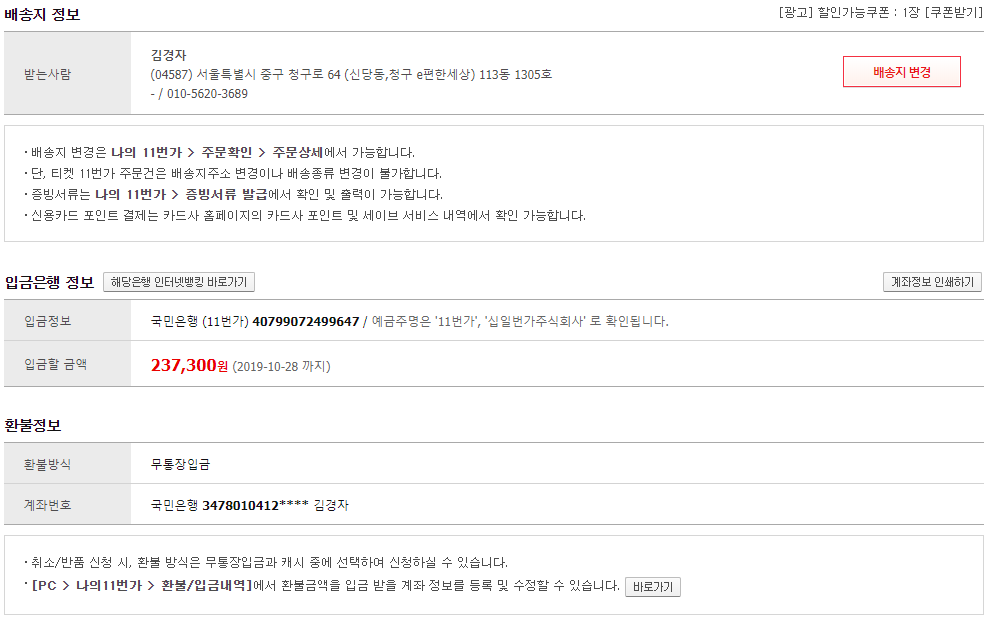 배송지 정보
[광고] 할인가능쿠폰 : 1장 [쿠폰받기]
받는사람
김경자
(04587) 서울특별시 중구 청구로 64 (신당동,청구 e편한세상) 113동 1305호
- / 010-5620-3689
배송지 변경
· 배송지 변경은 나의 11번가 > 주문확인 > 주문상세에서 가능합니다.
· 단, 티켓 11번가 주문건은 배송지주소 변경이나 배송종류 변경이 불가합니다.
· 증빙서류는 나의 11번가 > 증빙서류 발급에서 확인 및 출력이 가능합니다.
· 신용카드 포인트 결제는 카드사 홈페이지의 카드사 포인트 및 세이브 서비스 내역에서 확인 가능합니다.
입금은행 정보 해당은행 인터넷뱅킹 바로가기
계좌정보 인쇄하기
입금정보
국민은행 (11번가) 40799072499647 / 예금주명은 '11번가', '십일번가주식회사' 로 확인됩니다.
입금할 금액
237,300원 (2019-10-28 까지)
환불정보
환불방식
무통장입금
계좌번호
국민은행 3478010412**** 김경자
· 취소/반품 신청 시, 환불 방식은 무통장입금과 캐시 중에 선택하여 신청하실 수 있습니다.
· [PC > 나의11번가 > 환불/입금내역]에서 환불금액을 입금 받을 계좌 정보를 등록 및 수정할 수 있습니다. 바로가기